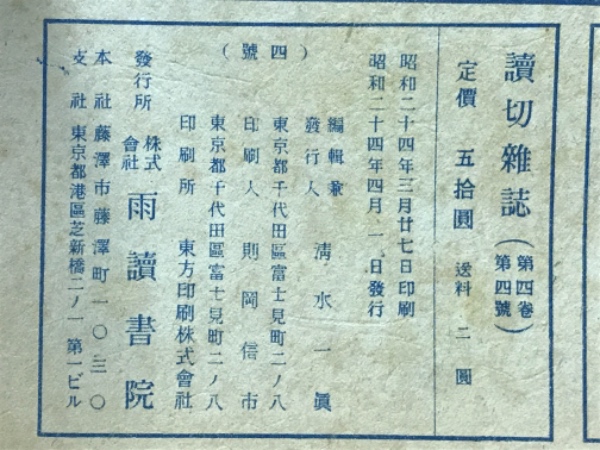 讀切雜誌（第四卷第四號）
定價 五拾圓 送料 二圓
昭和二十四年三月廿七日印刷
昭和二十四年四月一日發行
編輯兼發行人 淸水一眞
東京都千代田區富士見町二ノ八
印刷人 則岡信市
東京都千代田區富士見町二ノ八
印刷所 東方印刷株式會社
（四號）
發行所 株式會社 雨讀書院
本社 藤澤市藤澤町一〇三〇
支社 東京都港區芝新橋二ノ一 第一ビル